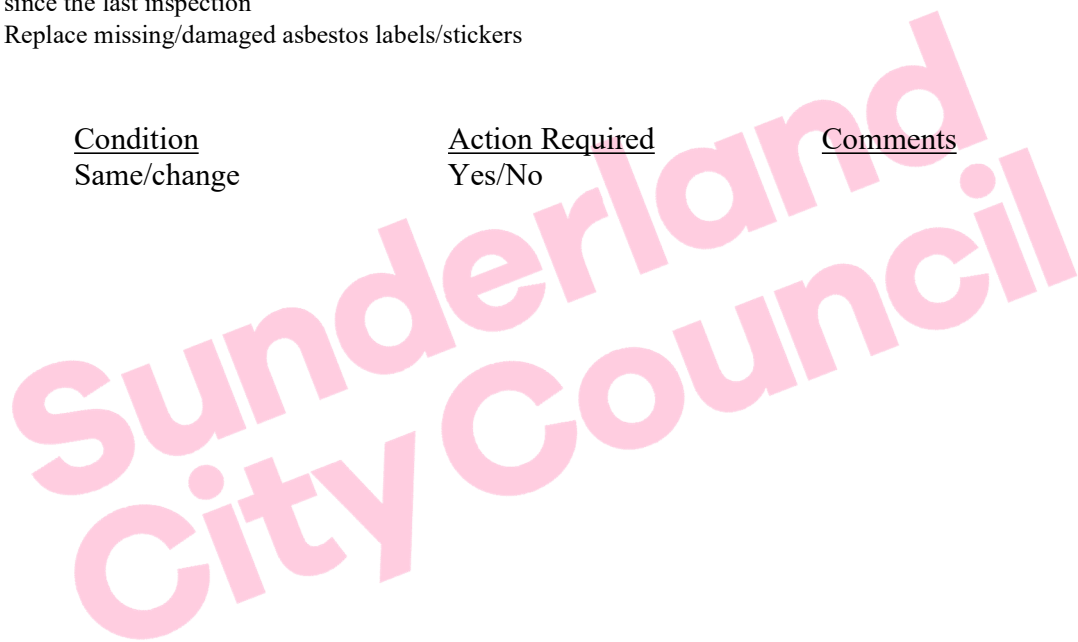 since the last inspection
Replace missing/damaged asbestos labels/stickers
Condition Action Required Comments
Same/change Yes/No
Sunderland
City Council